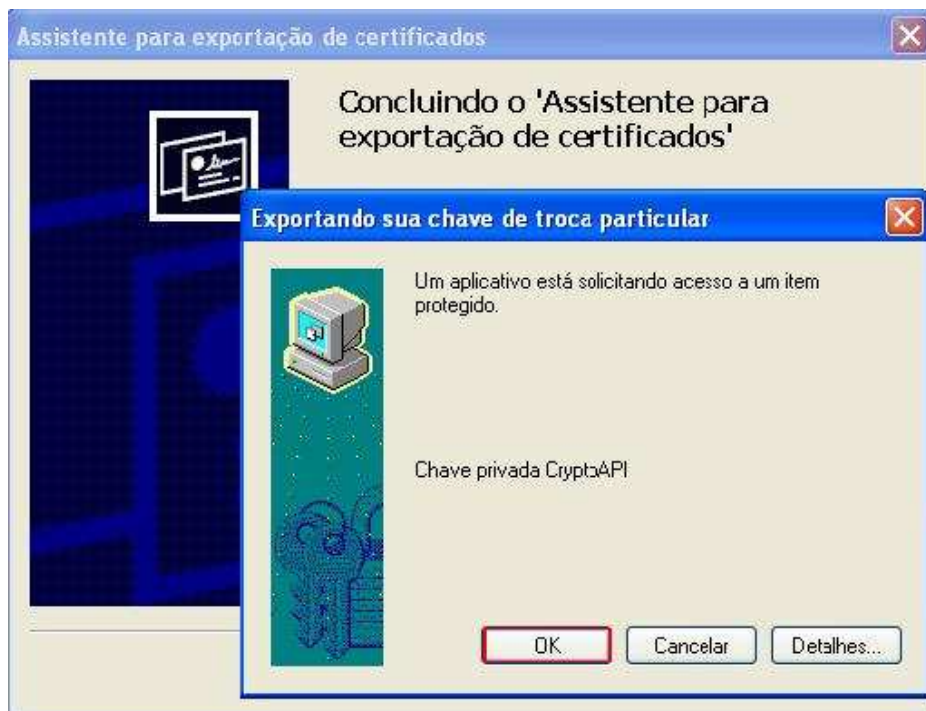 Assistente para exportação de certificados
Concluindo o 'Assistente para
exportação de certificados'
Exportando sua chave de troca particular
Um aplicativo está solicitando acesso a um item
protegido.
Chave privada CryptoAPI
OK
Cancelar
Detalhes...